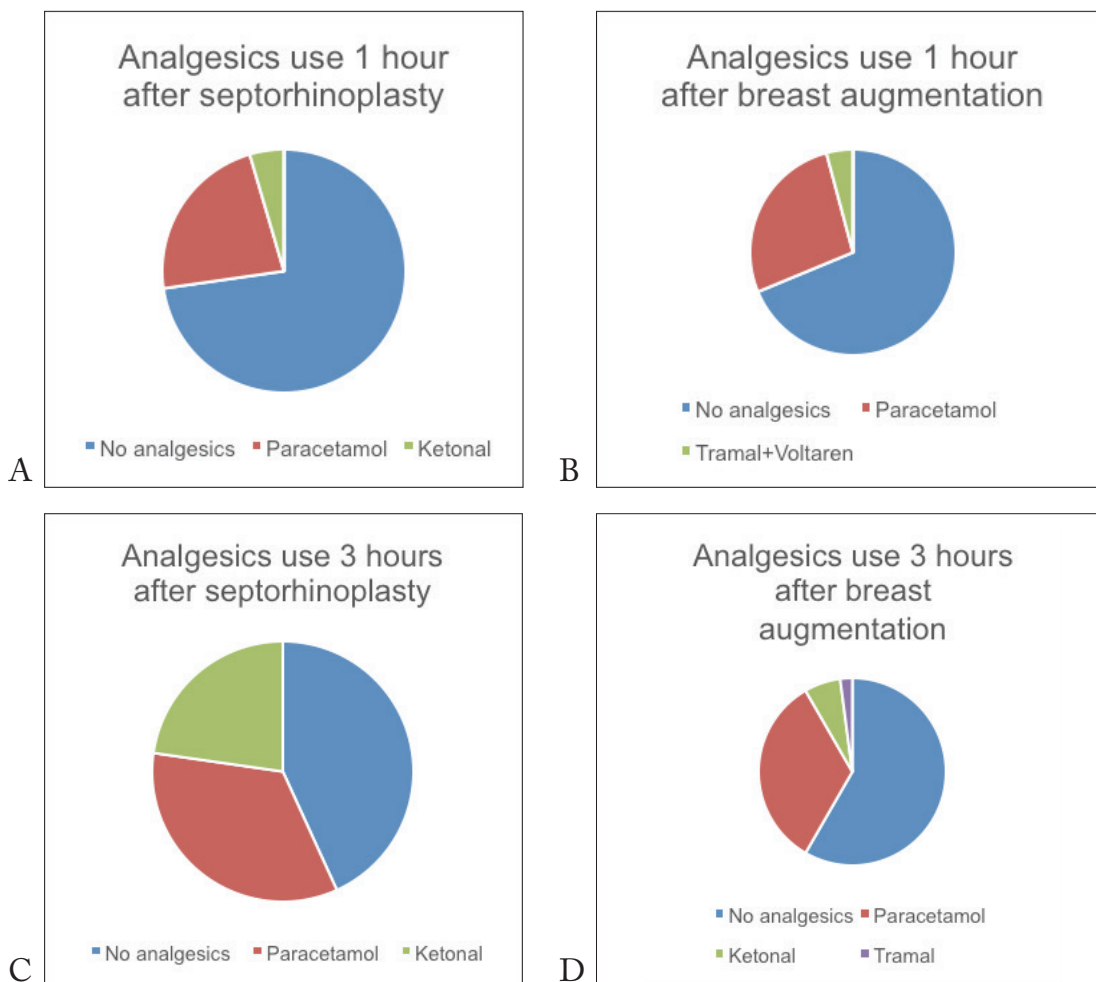 Analgesics use 1 hour
after septorhinoplasty
No analgesics Paracetamol Ketonal
A
Analgesics use 1 hour
after breast augmentation
No analgesics Paracetamol
Tramal+Voltaren
B
Analgesics use 3 hours
after septorhinoplasty
No analgesics Paracetamol Ketonal
C
Analgesics use 3 hours
after breast
augmentation
No analgesics Paracetamol
Ketonal Tramal
D